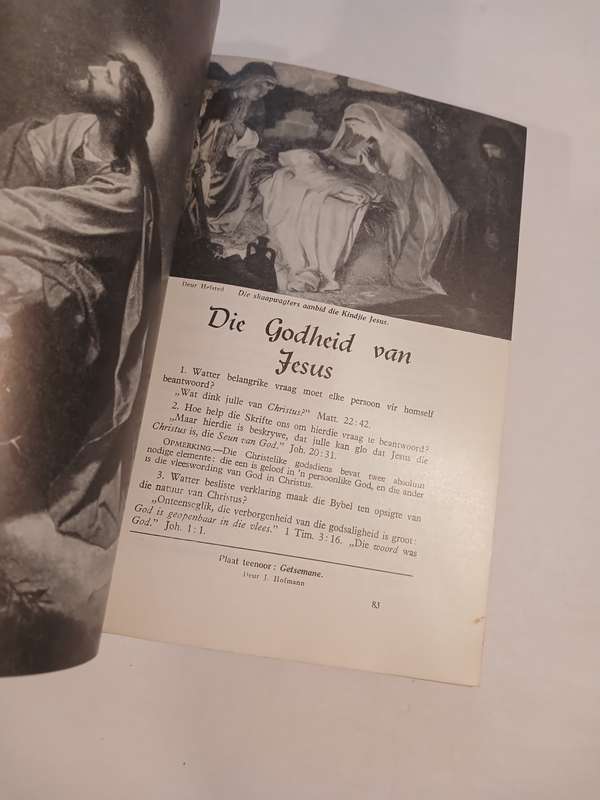 Deur Hefsted
Die skaapwagters aanbid die Kindjie Jesus.
Die Godheid van
Jesus
1. Watter belangrike vraag moet elke persoon vir homself
beantwoord?
„Wat dink julle van Christus?” Matt. 22:42.
2. Hoe help die Skrifte ons om hierdie vraag te beantwoord?
„Maar hierdie is beskrywe, dat julle kan glo dat Jesus die
Christus is, die Seun van God.” Joh. 20:31.
OPMERKING.—Die Christelike godsdiens bevat twee absoluut
nodige elemente: die een is geloof in 'n persoonlike God, en die ander
is die vleeswording van God in Christus.
3. Watter besliste verklaring maak die Bybel ten opsigte van
die natuur van Christus?
„Onteenseglik, die verborgenheid van die godsaligheid is groot:
God is geopenbaar in die vlees.” 1 Tim. 3:16. „Die woord was
God.” Joh. 1:1.
Plaat teenoor: Getsemane.
Deur J. Hofmann
83